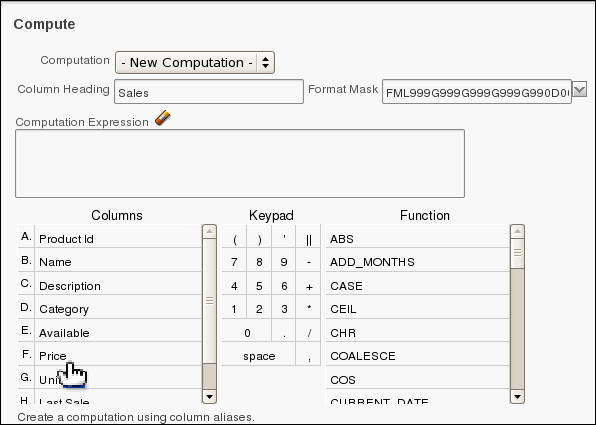 Compute
Computation - New Computation -
Column Heading Sales Format Mask FML999G999G999G999G990D0
Computation Expression
Columns Keypad Function
A. Product Id ( ) ' || ABS
B. Name 7 8 9 - ADD_MONTHS
C. Description 4 5 6 + CASE
D. Category 1 2 3 * CEIL
E. Available 0 . / CHR
F. Price space , COALESCE
G. Uni COS
H. Last Sale CURRENT_DATE
Create a computation using column aliases.